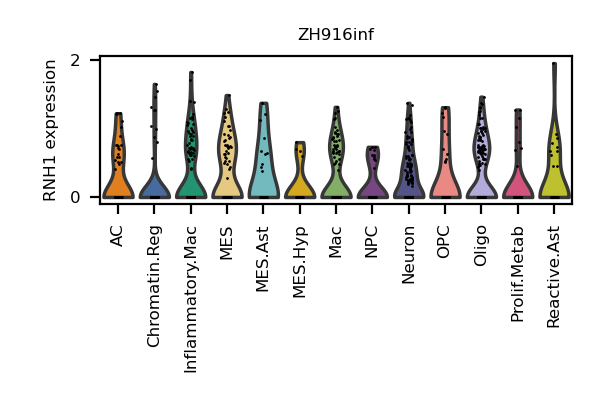 ZH916inf
RNH1 expression
2
0
AC
Chromatin.Reg
Inflammatory.Mac
MES
MES.Ast
MES.Hyp
Mac
NPC
Neuron
OPC
Oligo
Prolif.Metab
Reactive.Ast